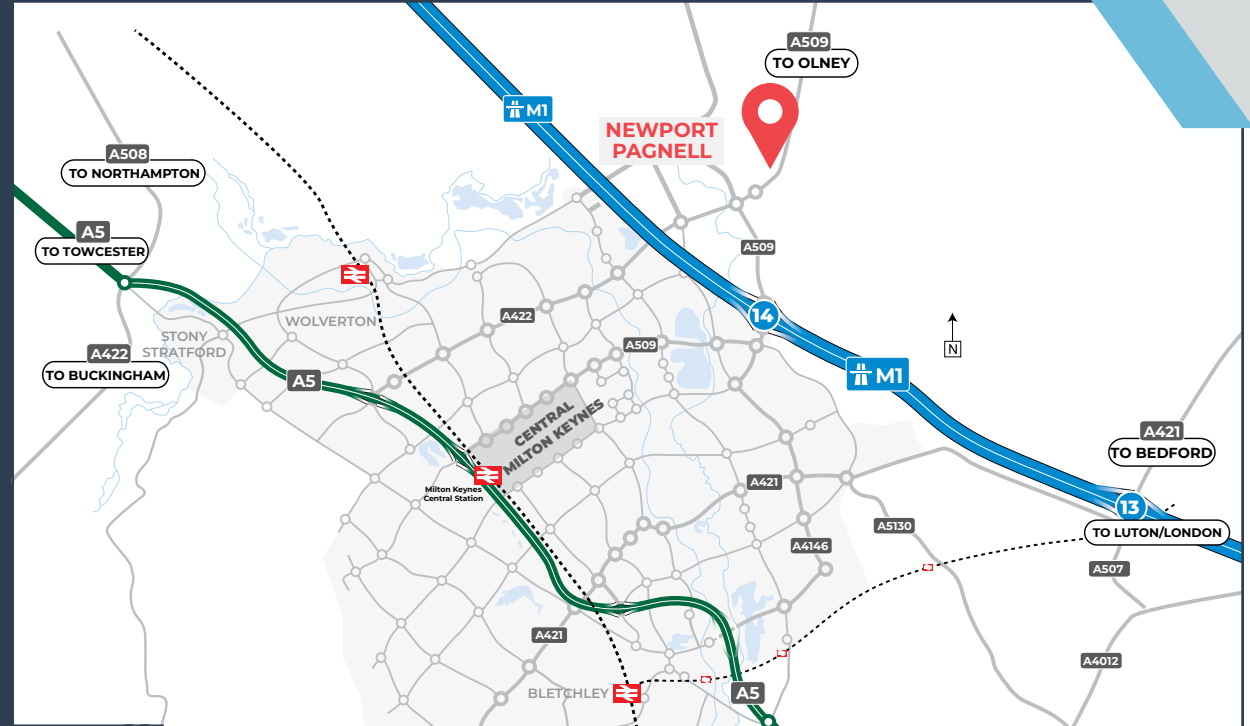 A509
TO OLNEY
M1
NEWPORT
PAGNELL
A508
TO NORTHAMPTON
A5
TO TOWCESTER
A509
14
A422
WOLVERTON
STONY
STRATFORD
A509
N
A422
TO BUCKINGHAM
A5
M1
CENTRAL
MILTON KEYNES
A421
TO BEDFORD
Milton Keynes
Central Station
A421
13
A5130
TO LUTON/LONDON
A4146
A507
A421
A4012
BLETCHLEY
A5